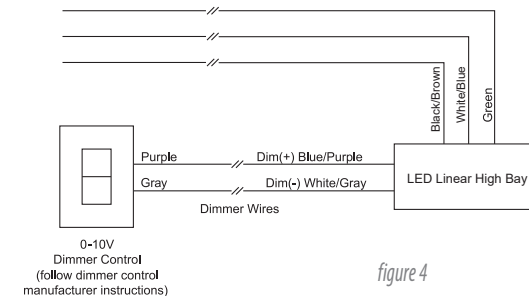 Black/Brown
White/Blue
Green
Purple
Dim(+) Blue/Purple
Gray
Dim(-) White/Gray
LED Linear High Bay
Dimmer Wires
0-10V
Dimmer Control
(follow dimmer control
manufacturer instructions)
figure 4